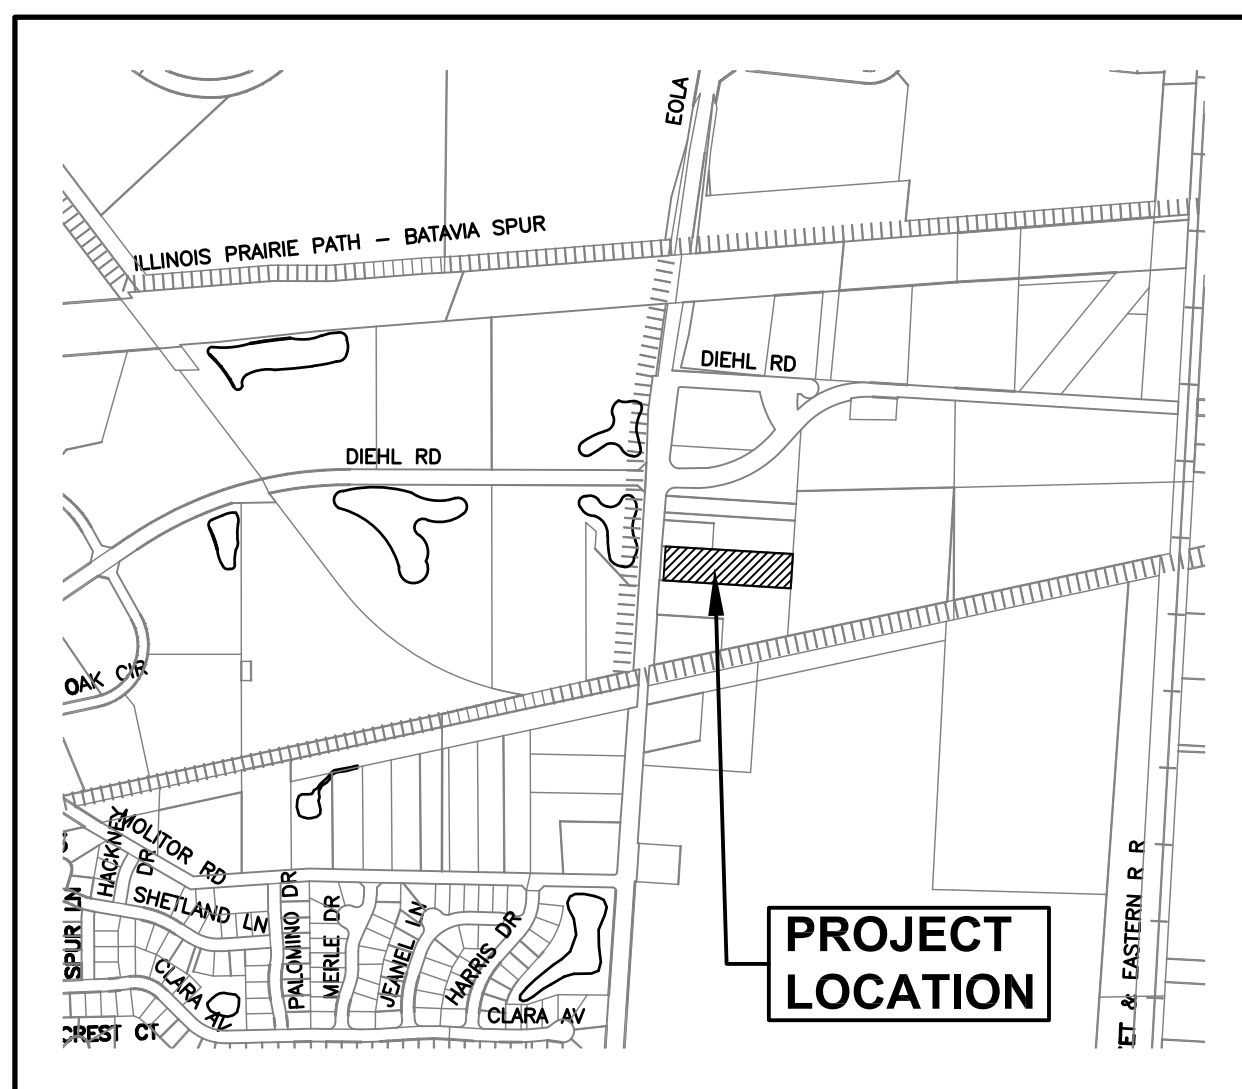 EOLA
ILLINOIS PRAIRIE PATH - BATAVIA SPUR
DIEHL RD
DIEHL RD
OAK CIR
MOLITOR RD
HACKNEY DR
SHETLAND LN
SPUR LN
PALOMINO DR
MERLE DR
JEANEL LN
HARRIS DR
CLARA AV
CLARA AV
CREST CT
PROJECT
LOCATION
& EASTERN R R